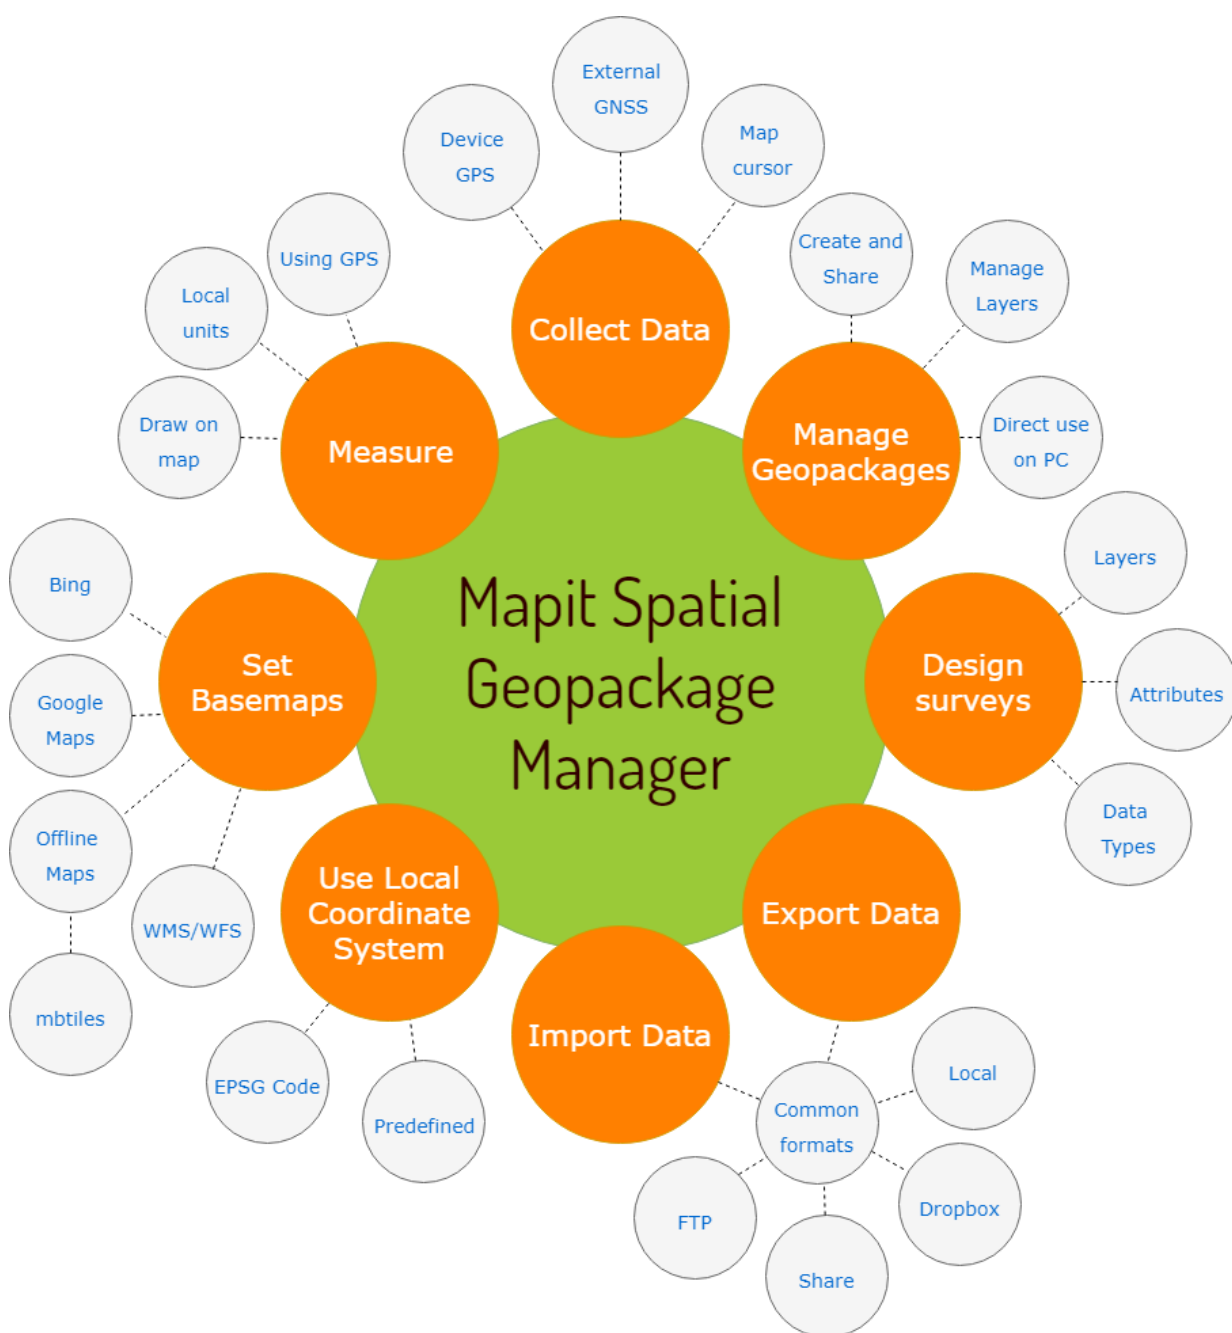 External
GNSS
Device
GPS
Map
cursor
Create and
Share
Manage
Layers
Using GPS
Local
units
Collect Data
Draw on
map
Measure
Manage
Geopackages
Direct use
on PC
Layers
Bing
Mapit Spatial
Geopackage
Manager
Set
Basemaps
Design
surveys
Attributes
Google
Maps
Data
Types
Offline
Maps
WMS/WFS
mbtiles
Use Local
Coordinate
System
Export Data
Import Data
EPSG Code
Predefined
Common
formats
Local
Dropbox
FTP
Share